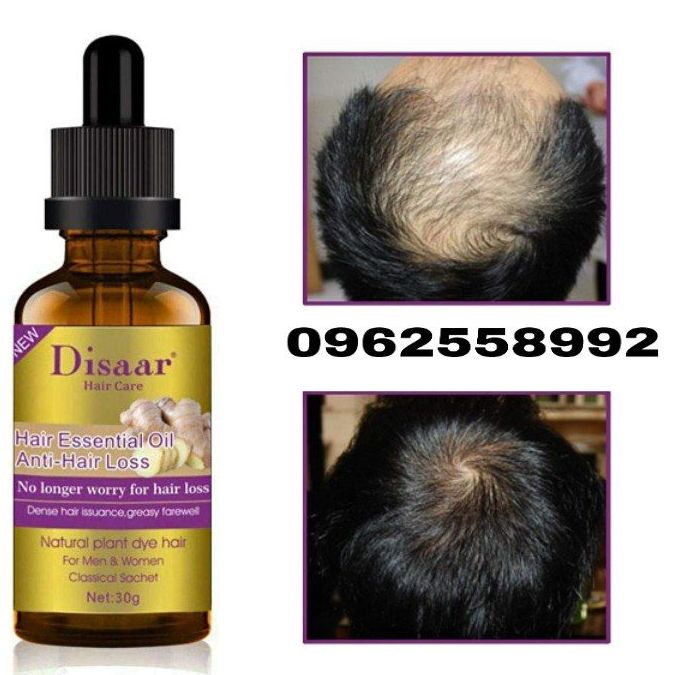 NEW
Disaar®
Hair Care
Hair Essential Oil
Anti-Hair Loss
No longer worry for hair loss
Dense hair issuance,greasy farewell
Natural plant dye hair
For Men & Women
Classical Sachet
Net:30g
0962558992